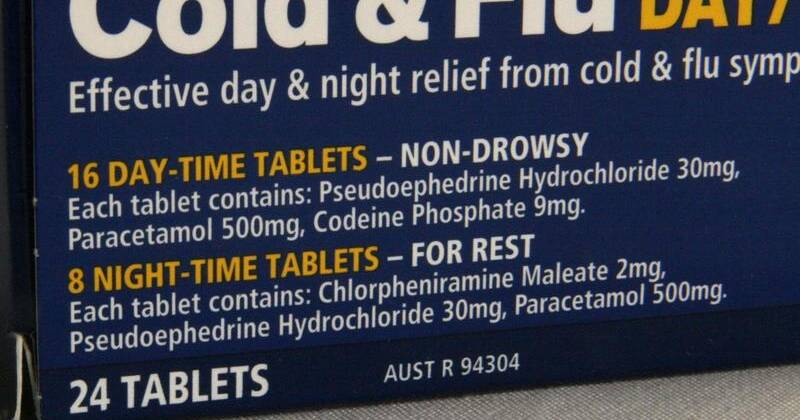 Cold & Flu DAY/
Effective day & night relief from cold & flu symp
16 DAY-TIME TABLETS – NON-DROWSY
Each tablet contains: Pseudoephedrine Hydrochloride 30mg,
Paracetamol 500mg, Codeine Phosphate 9mg.
8 NIGHT-TIME TABLETS – FOR REST
Each tablet contains: Chlorpheniramine Maleate 2mg,
Pseudoephedrine Hydrochloride 30mg, Paracetamol 500mg.
24 TABLETS
AUST R 94304